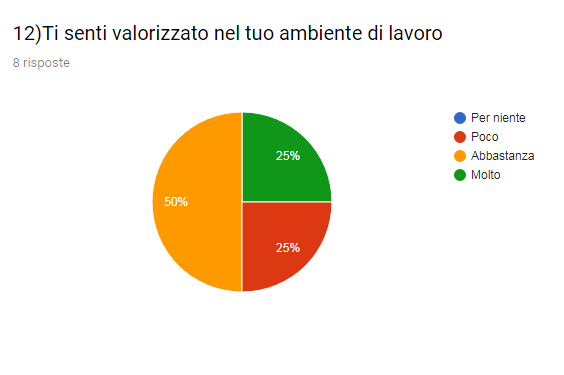 12)Ti senti valorizzato nel tuo ambiente di lavoro
8 risposte
25%
50%
25%
Per niente
Poco
Abbastanza
Molto